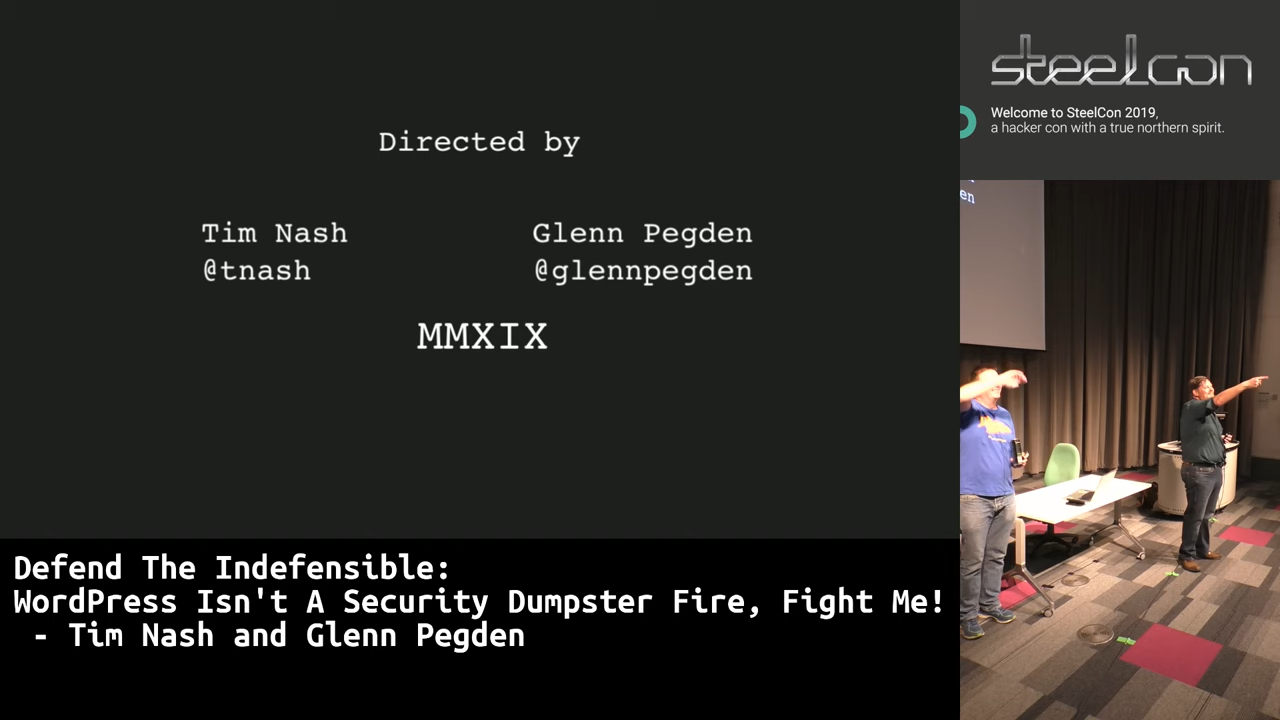 Directed by
Tim Nash
Glenn Pegden
@tnash
@glennpegden
MMXIX
steelcon
Welcome to SteelCon 2019,
a hacker con with a true northern spirit.
en
Defend The Indefensible:
WordPress Isn't A Security Dumpster Fire, Fight Me!
- Tim Nash and Glenn Pegden